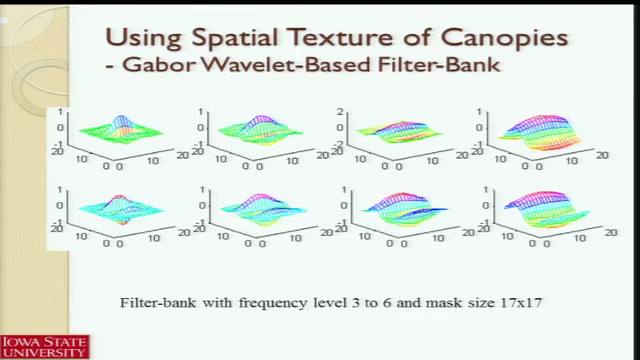 Using Spatial Texture of Canopies
- Gabor Wavelet-Based Filter-Bank
1 0 -1 20 10 0 0 10 20
1 0 -1 20 10 0 0 10 20
2 0 -2 20 10 0 0 10 20
1 0 -1 20 10 0 0 10 20
1 0 -1 20 10 0 0 10 20
1 0 -1 20 10 0 0 10 20
1 0 -1 20 10 0 0 10 20
1 0 -1 20 10 0 0 10 20
Filter-bank with frequency level 3 to 6 and mask size 17x17
IOWA STATE
UNIVERSITY